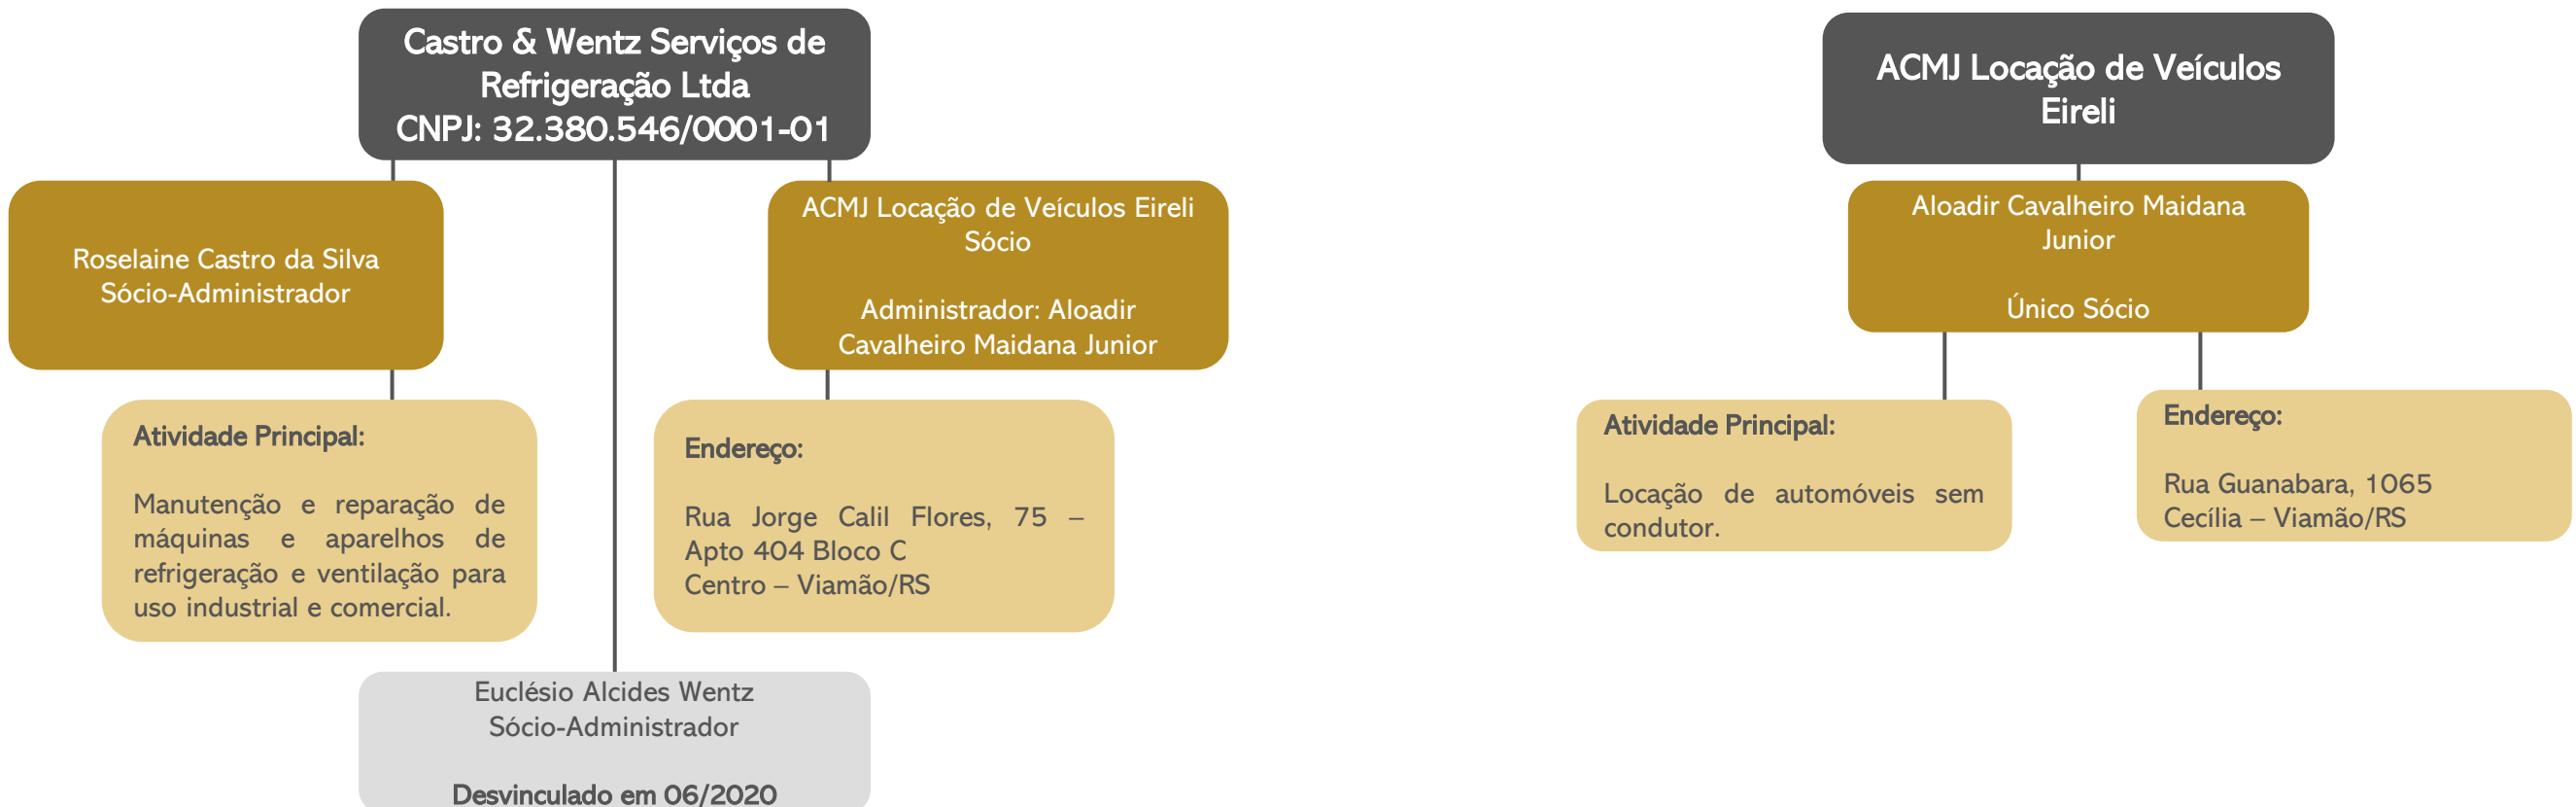 Castro & Wentz Serviços de
Refrigeração Ltda
CNPJ: 32.380.546/0001-01
Roselaine Castro da Silva
Sócio-Administrador
ACMJ Locação de Veículos Eireli
Sócio
Administrador: Aloadir
Cavalheiro Maidana Junior
Atividade Principal:
Manutenção e reparação de
máquinas e aparelhos de
refrigeração e ventilação para
uso industrial e comercial.
Endereço:
Rua Jorge Calil Flores, 75 –
Apto 404 Bloco C
Centro – Viamão/RS
Euclésio Alcides Wentz
Sócio-Administrador
Desvinculado em 06/2020
ACMJ Locação de Veículos
Eireli
Aloadir Cavalheiro Maidana
Junior
Único Sócio
Atividade Principal:
Locação de automóveis sem
condutor.
Endereço:
Rua Guanabara, 1065
Cecília – Viamão/RS